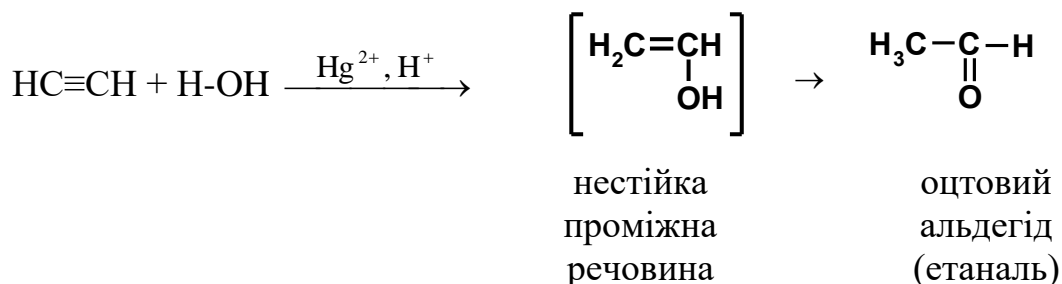 HC≡CH + H-OH Hg²⁺, H⁺ → [ H₂C=CH OH ] → H₃C–C–H O
нестійка оцтовий
проміжна альдегід
речовина (етаналь)